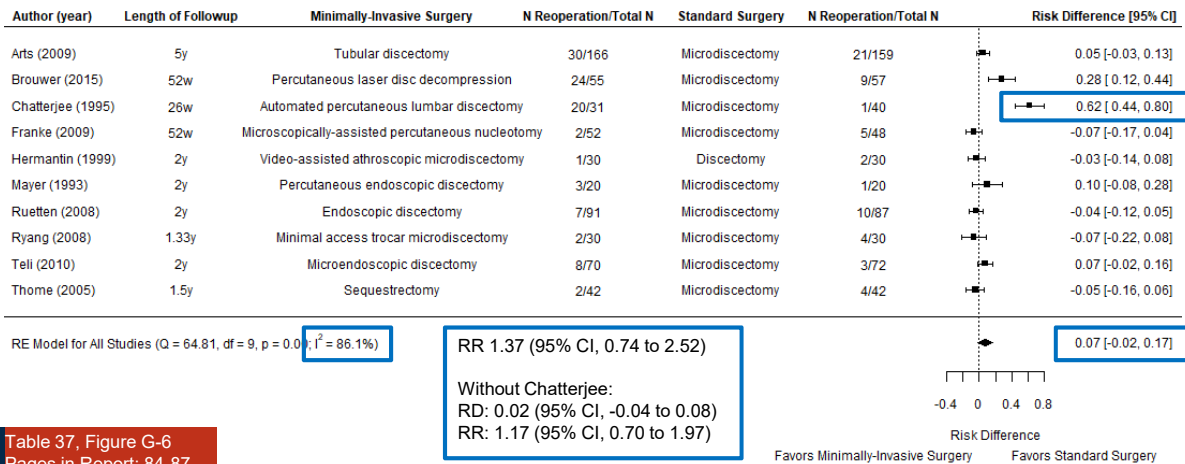 Author (year) Length of Followup Minimally-Invasive Surgery N Reoperation/Total N Standard Surgery N Reoperation/Total N Risk Difference [95% CI]
Arts (2009) 5y Tubular discectomy 30/166 Microdiscectomy 21/159 0.05 [-0.03, 0.13]
Brouwer (2015) 52w Percutaneous laser disc decompression 24/55 Microdiscectomy 9/57 0.28 [ 0.12, 0.44]
Chatterjee (1995) 26w Automated percutaneous lumbar discectomy 20/31 Microdiscectomy 1/40 0.62 [ 0.44, 0.80]
Franke (2009) 52w Microscopically-assisted percutaneous nucleotomy 2/52 Microdiscectomy 5/48 -0.07 [-0.17, 0.04]
Hermantin (1999) 2y Video-assisted athroscopic microdiscectomy 1/30 Discectomy 2/30 -0.03 [-0.14, 0.08]
Mayer (1993) 2y Percutaneous endoscopic discectomy 3/20 Microdiscectomy 1/20 0.10 [-0.08, 0.28]
Ruetten (2008) 2y Endoscopic discectomy 7/91 Microdiscectomy 10/87 -0.04 [-0.12, 0.05]
Ryang (2008) 1.33y Minimal access trocar microdiscectomy 2/30 Microdiscectomy 4/30 -0.07 [-0.22, 0.08]
Teli (2010) 2y Microendoscopic discectomy 8/70 Microdiscectomy 3/72 0.07 [-0.02, 0.16]
Thome (2005) 1.5y Sequestrectomy 2/42 Microdiscectomy 4/42 -0.05 [-0.16, 0.06]
RE Model for All Studies (Q = 64.81, df = 9, p = 0.00; I² = 86.1%) 0.07 [-0.02, 0.17]
RR 1.37 (95% CI, 0.74 to 2.52)
Without Chatterjee:
RD: 0.02 (95% CI, -0.04 to 0.08)
RR: 1.17 (95% CI, 0.70 to 1.97)
-0.4 0 0.4 0.8
Risk Difference
Favors Minimally-Invasive Surgery Favors Standard Surgery
Table 37, Figure G-6
Pages in Report: 84-87